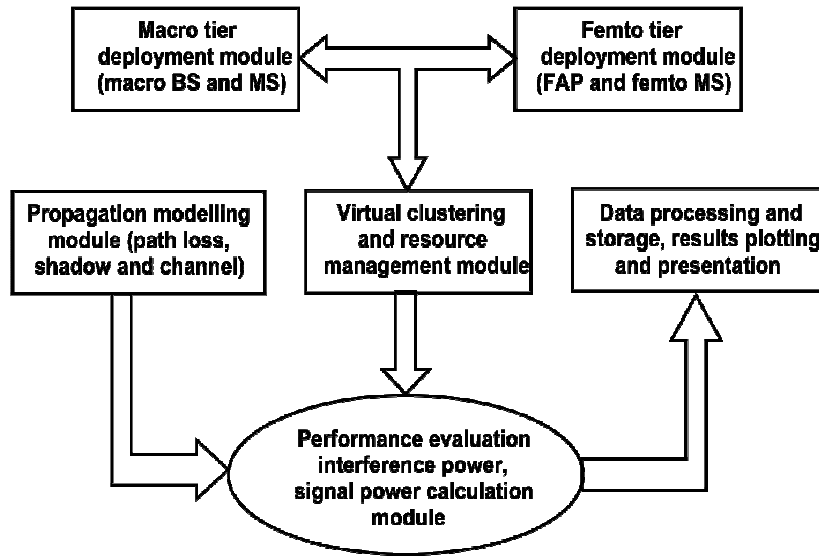 Macro tier
deployment module
(macro BS and MS)
Femto tier
deployment module
(FAP and femto MS)
Propagation modelling
module (path loss,
shadow and channel)
Virtual clustering
and resource
management module
Data processing and
storage, results plotting
and presentation
Performance evaluation
interference power,
signal power calculation
module